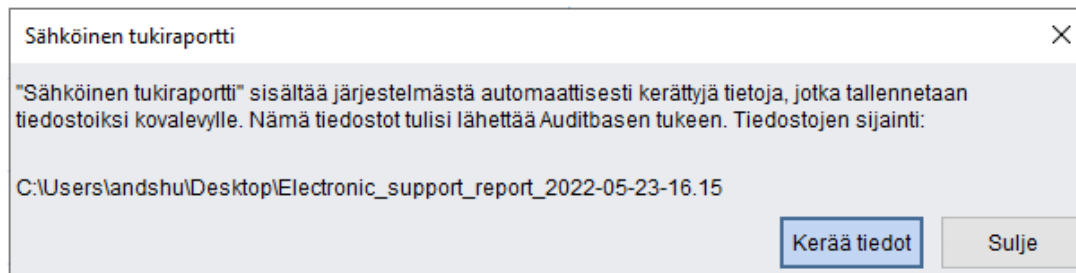 Sähköinen tukiraportti
"Sähköinen tukiraportti" sisältää järjestelmästä automaattisesti kerättyjä tietoja, jotka tallennetaan
tiedostoiksi kovalevylle. Nämä tiedostot tulisi lähettää Auditbasen tukeen. Tiedostojen sijainti:
C:\Users\andshu\Desktop\Electronic_support_report_2022-05-23-16.15
Kerää tiedot Sulje